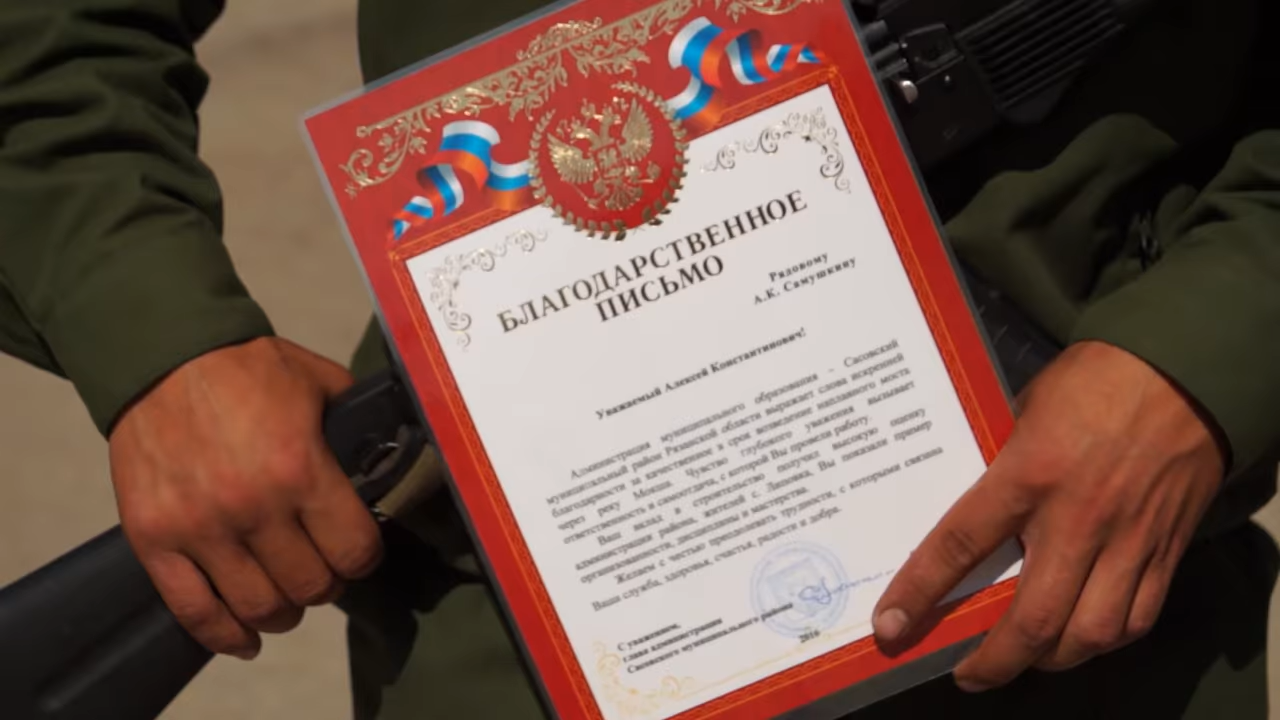 БЛАГОДАРСТВЕННОЕ
ПИСЬМО
Рядовому
А.К. Самушкину
Уважаемый Алексей Константинович!
Администрация муниципального образования – Сасовский
муниципальный район Рязанской области выражает слова искренней
благодарности за качественное в срок возведение наплавного моста
через реку Мокша. Чувство глубокого уважения вызывает
ответственность и самоотдача, с которой Вы провели работу.
Ваш вклад в строительство получил высокую оценку
администрации района, жителей с. Ляшовка, Вы показали пример
организованности, дисциплины и мастерства.
Желаем с честью преодолевать трудности, с которыми связана
Ваша служба, здоровья, счастья, радости и добра.
С уважением,
глава администрации
Сасовского муниципального района
2016